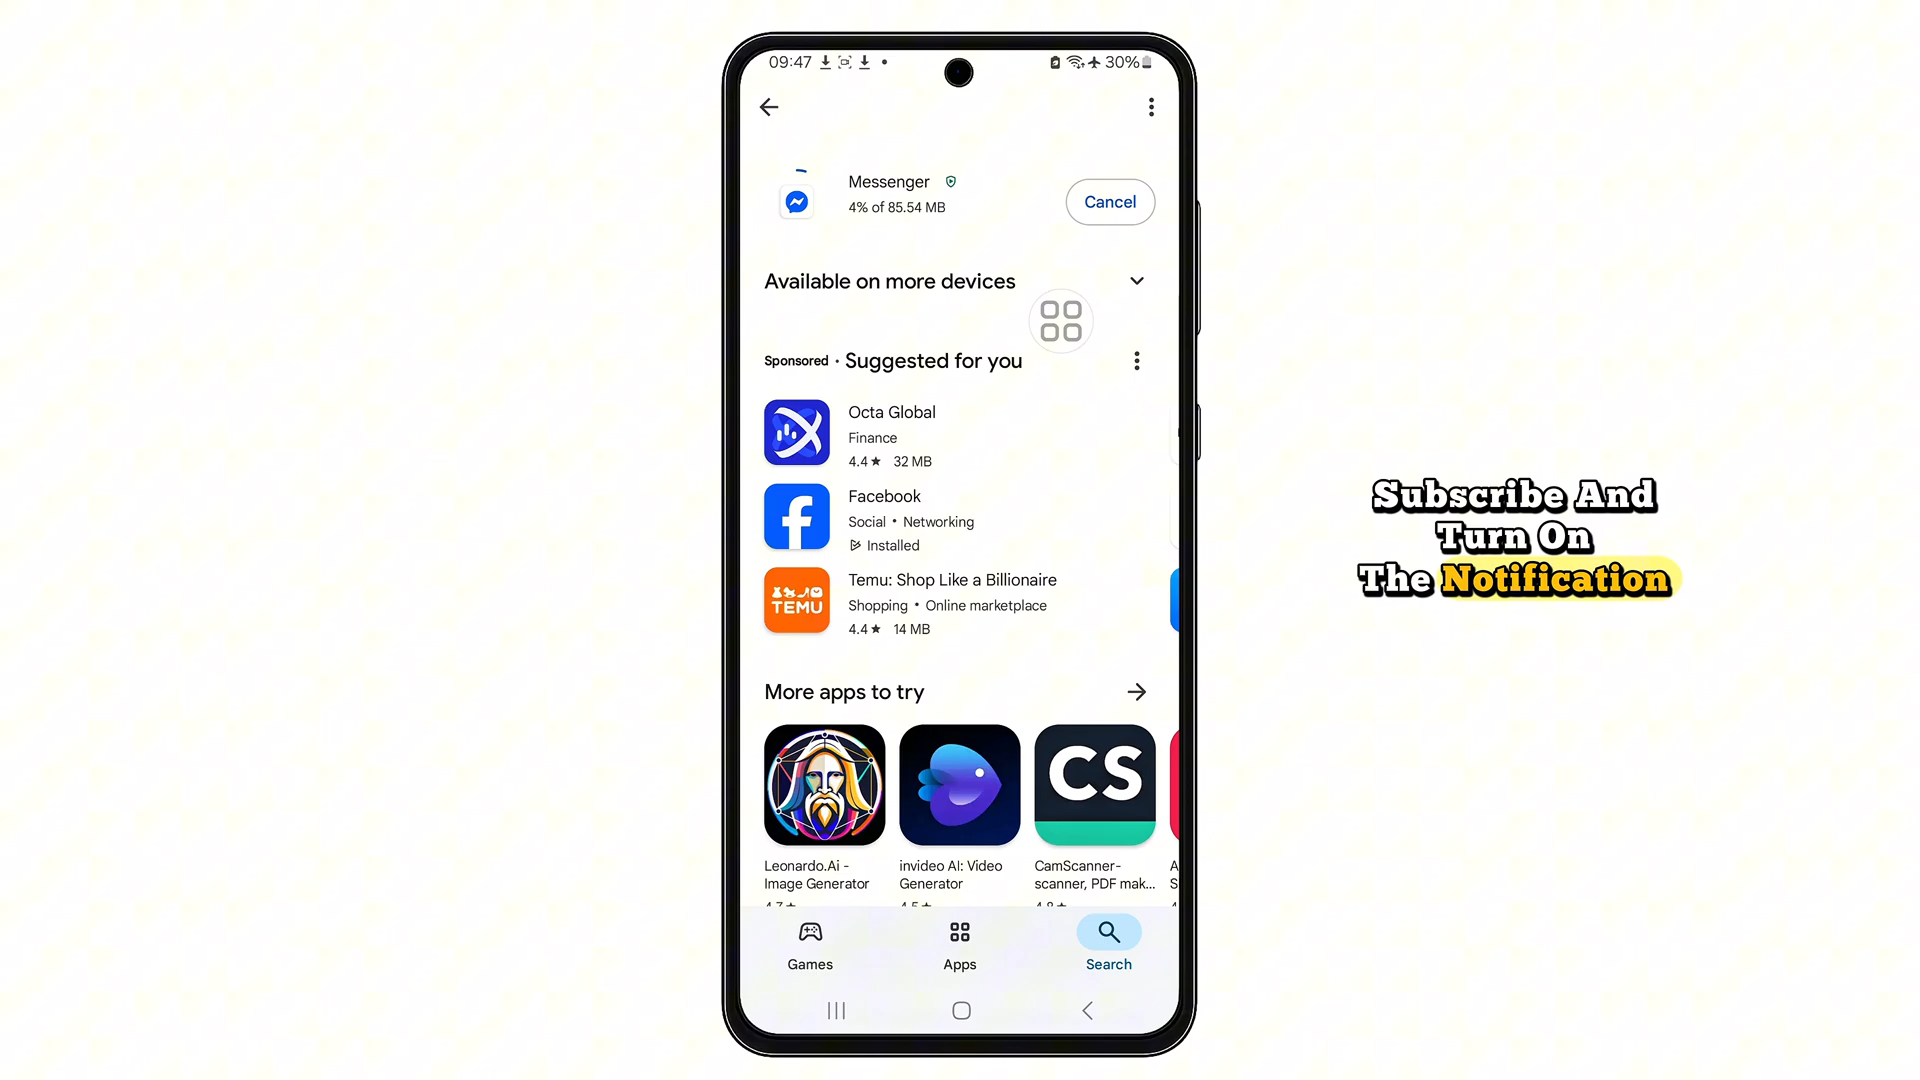 09:47
30%
Messenger
4% of 85.54 MB
Cancel
Available on more devices
Sponsored • Suggested for you
Octa Global
Finance
4.4★ 32 MB
Facebook
Social • Networking
Installed
TEMU
Temu: Shop Like a Billionaire
Shopping • Online marketplace
4.4★ 14 MB
More apps to try
CS
Leonardo.Ai -
Image Generator
invideo AI: Video
Generator
CamScanner-
scanner, PDF mak...
A
S
Games
Apps
Search
Subscribe And
Turn On
The Notification